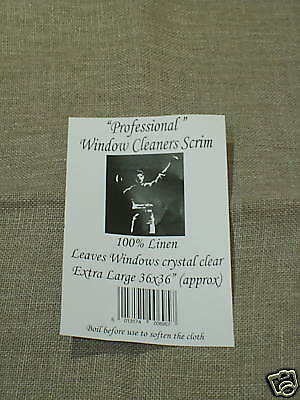 "Professional"
Window Cleaners Scrim
100% Linen
Leaves Windows crystal clear
Extra Large 36x36" (approx)
Boil before use to soften the cloth